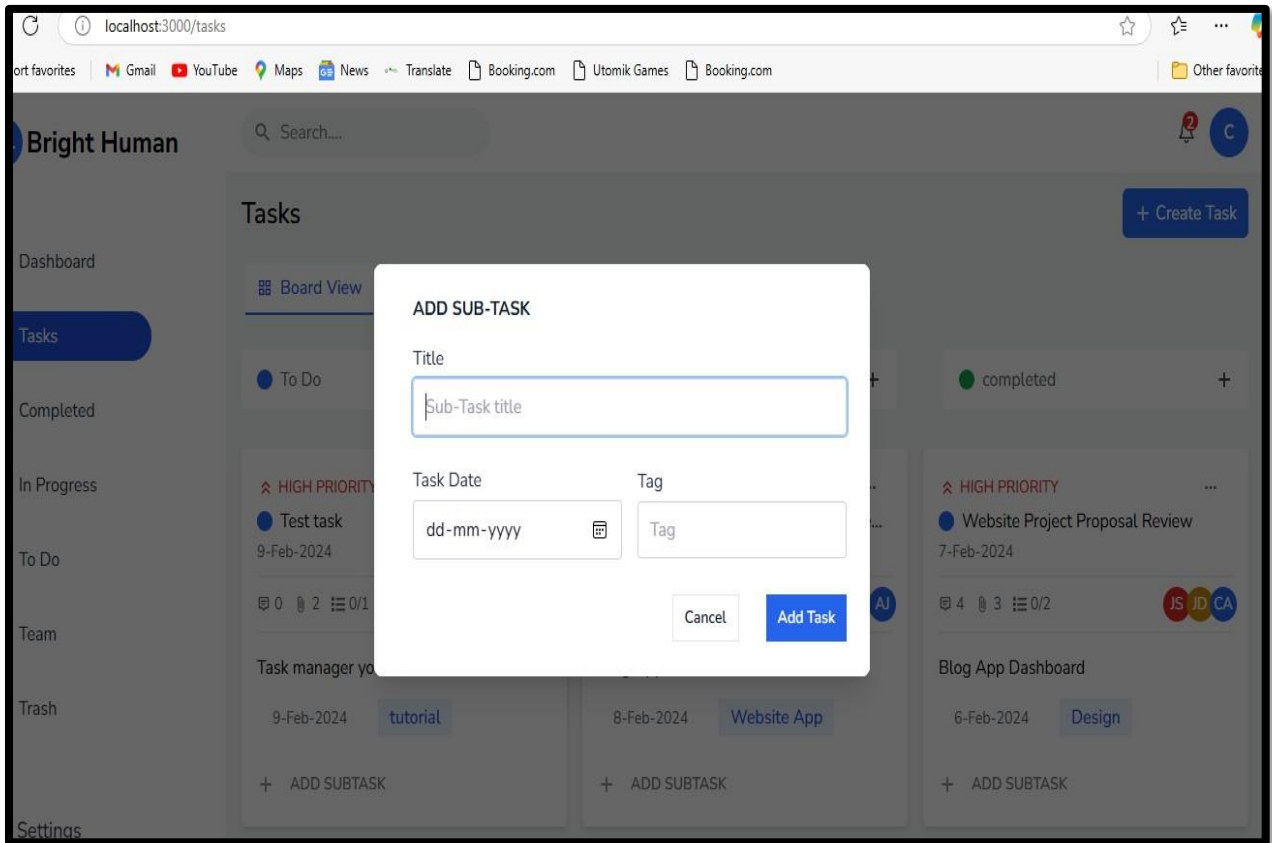 localhost:3000/tasks
ort favorites Gmail YouTube Maps News Translate Booking.com Utomik Games Booking.com Other favorite
Bright Human
Search....
2
C
Tasks
+ Create Task
Dashboard
Tasks
Completed
In Progress
To Do
Team
Trash
Settings
Board View
To Do
+
completed +
ADD SUB-TASK
Title
Sub-Task title
Task Date Tag
dd-mm-yyyy Tag
Cancel Add Task
HIGH PRIORITY
Test task
9-Feb-2024
0 2 0/1
Task manager yo
9-Feb-2024 tutorial
+ ADD SUBTASK
...
...
AJ
8-Feb-2024 Website App
+ ADD SUBTASK
HIGH PRIORITY ...
Website Project Proposal Review
7-Feb-2024
4 3 0/2 JS JD CA
Blog App Dashboard
6-Feb-2024 Design
+ ADD SUBTASK